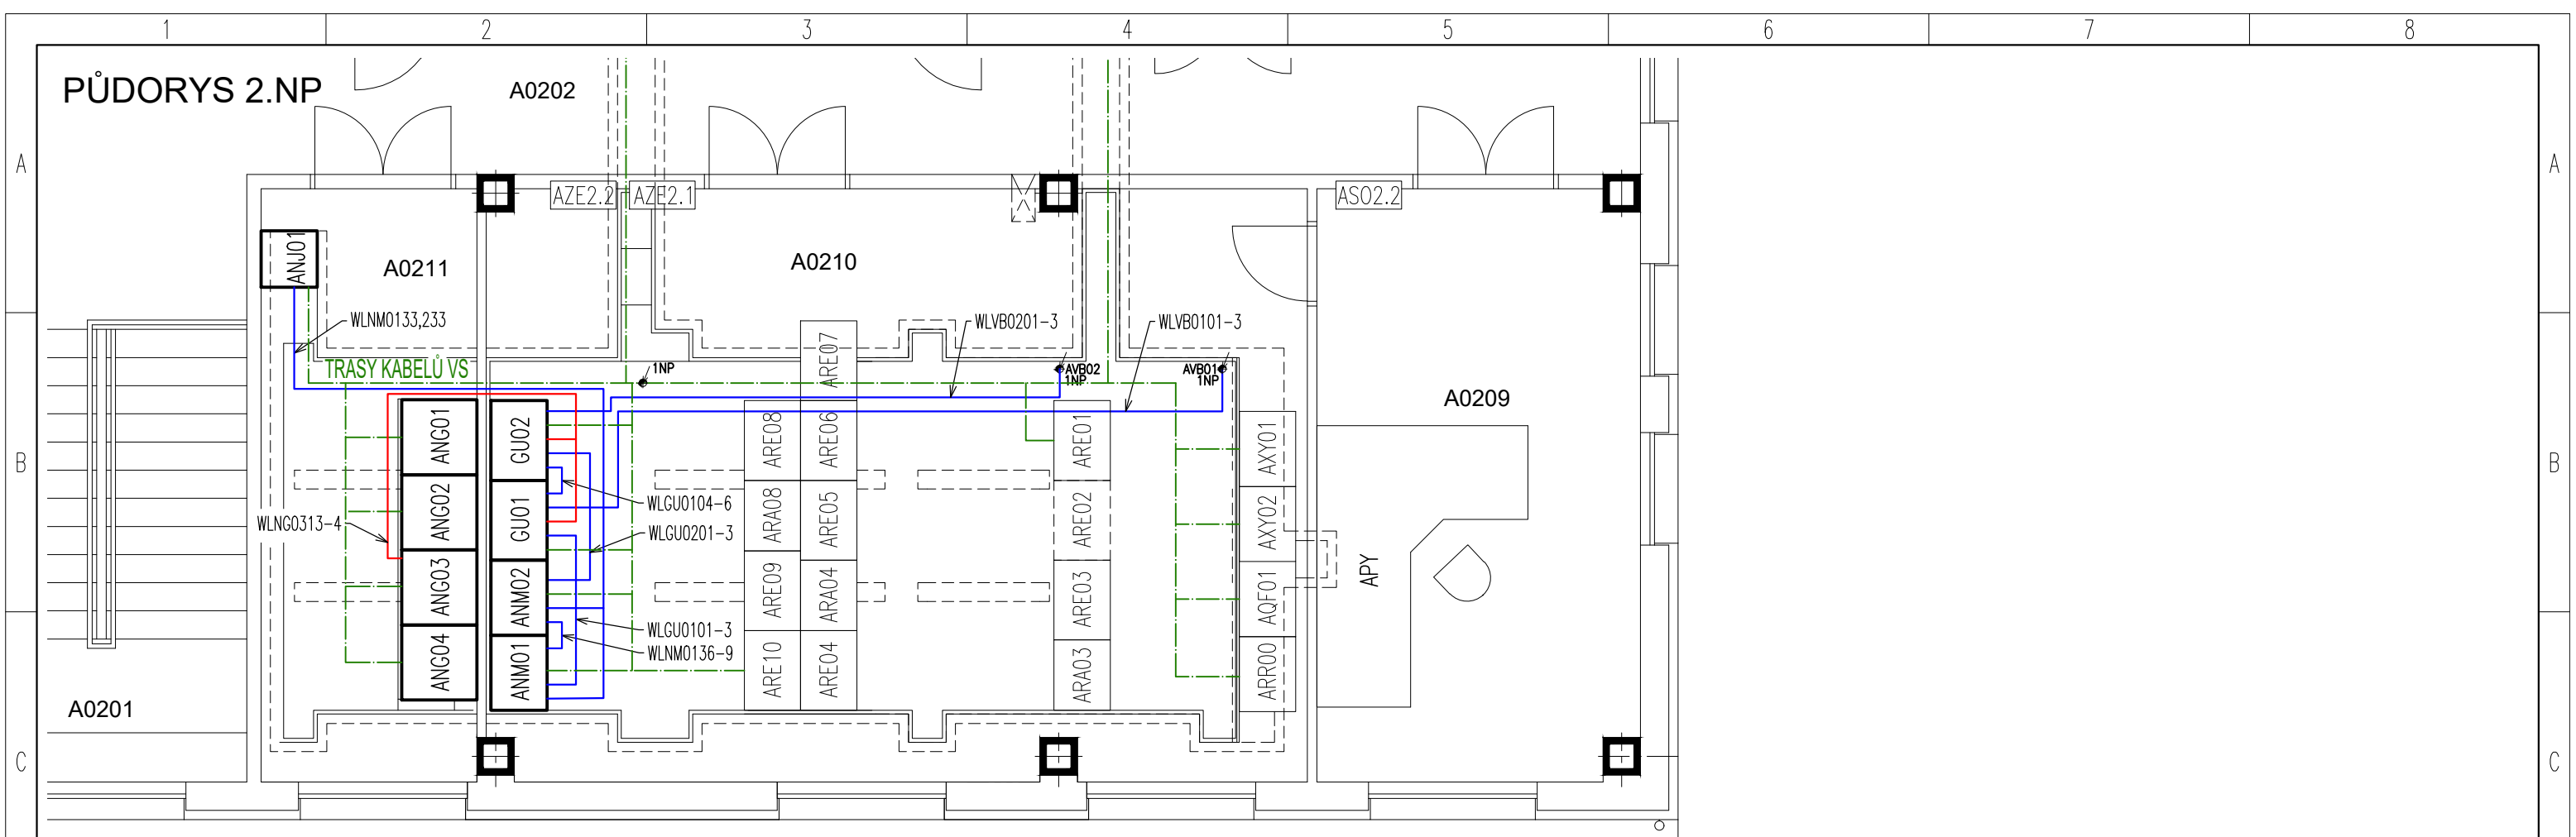 1 2 3 4 5 6 7 8
PŮDORYS 2.NP
A0202
A A
AZE2.2 AZE2.1 ASO2.2
ANJ01
A0211 A0210
WLNM0133,233 WLVB0201-3 WLVB0101-3
ARE07
TRASY KABELŮ VS
1NP
AVB02
1NP
AVB01
1NP
A0209
ANG01 GU02 ARE08 ARE06 ARE01 AXY01
B B
WLGU0104-6
ANG02 GU01 ARA08 ARE05 ARE02 AXY02
WLNG0313-4
WLGU0201-3
APY
ANG03 ANM02 ARE09 ARA04 ARE03 AQF01
WLGU0101-3
WLNM0136-9
ANG04 ANM01 ARE10 ARE04 ARA03 ARR00
A0201
C C